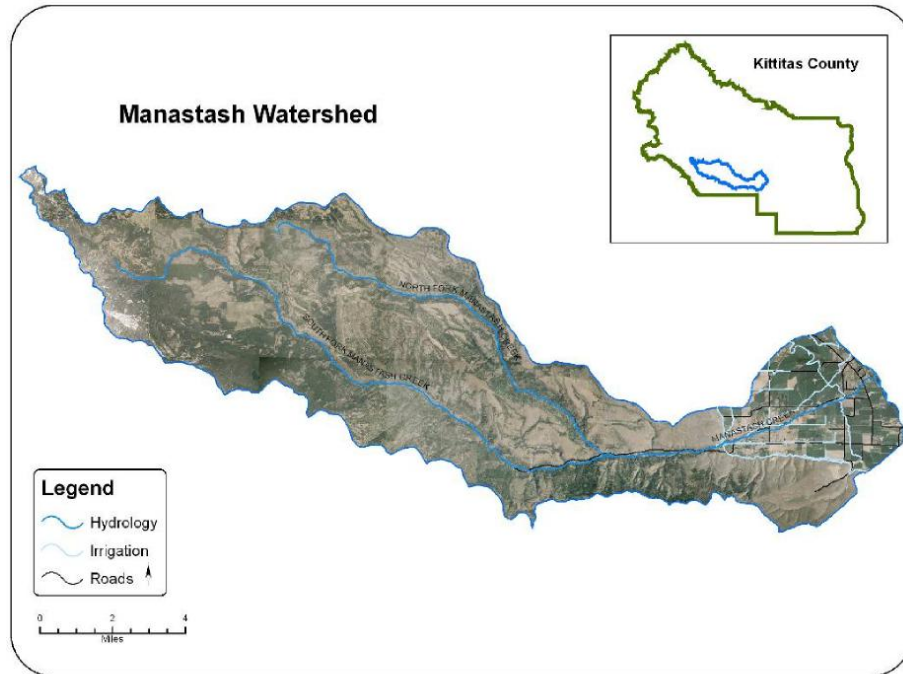 Kittitas County
Manastash Watershed
NORTH FORK MANASTASH CREEK
SOUTH FORK MANASTASH CREEK
MANASTASH CREEK
Legend
Hydrology
Irrigation
Roads
0 2 4
Miles